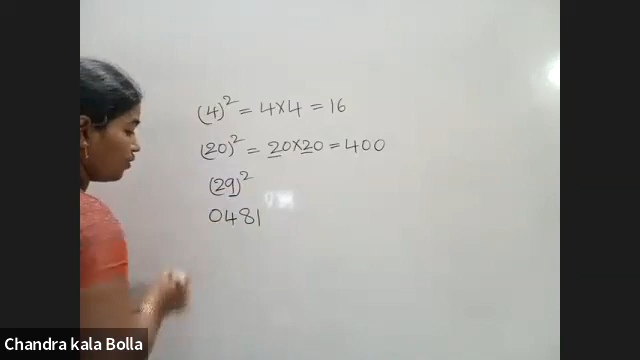 (4)² = 4×4 = 16
(20)² = 20×20 = 400
(29)²
0481
Chandra kala Bolla